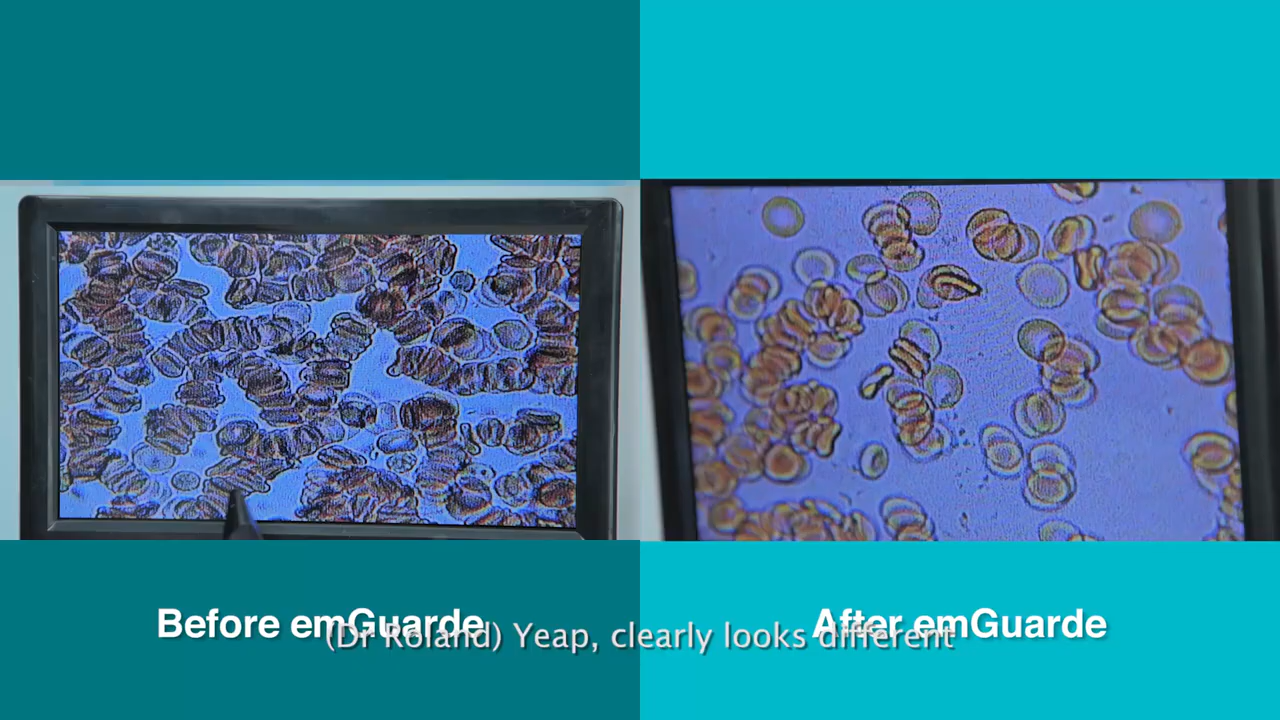 Before emGuarde
After emGuarde
(Dr Roland) Yeap, clearly looks different